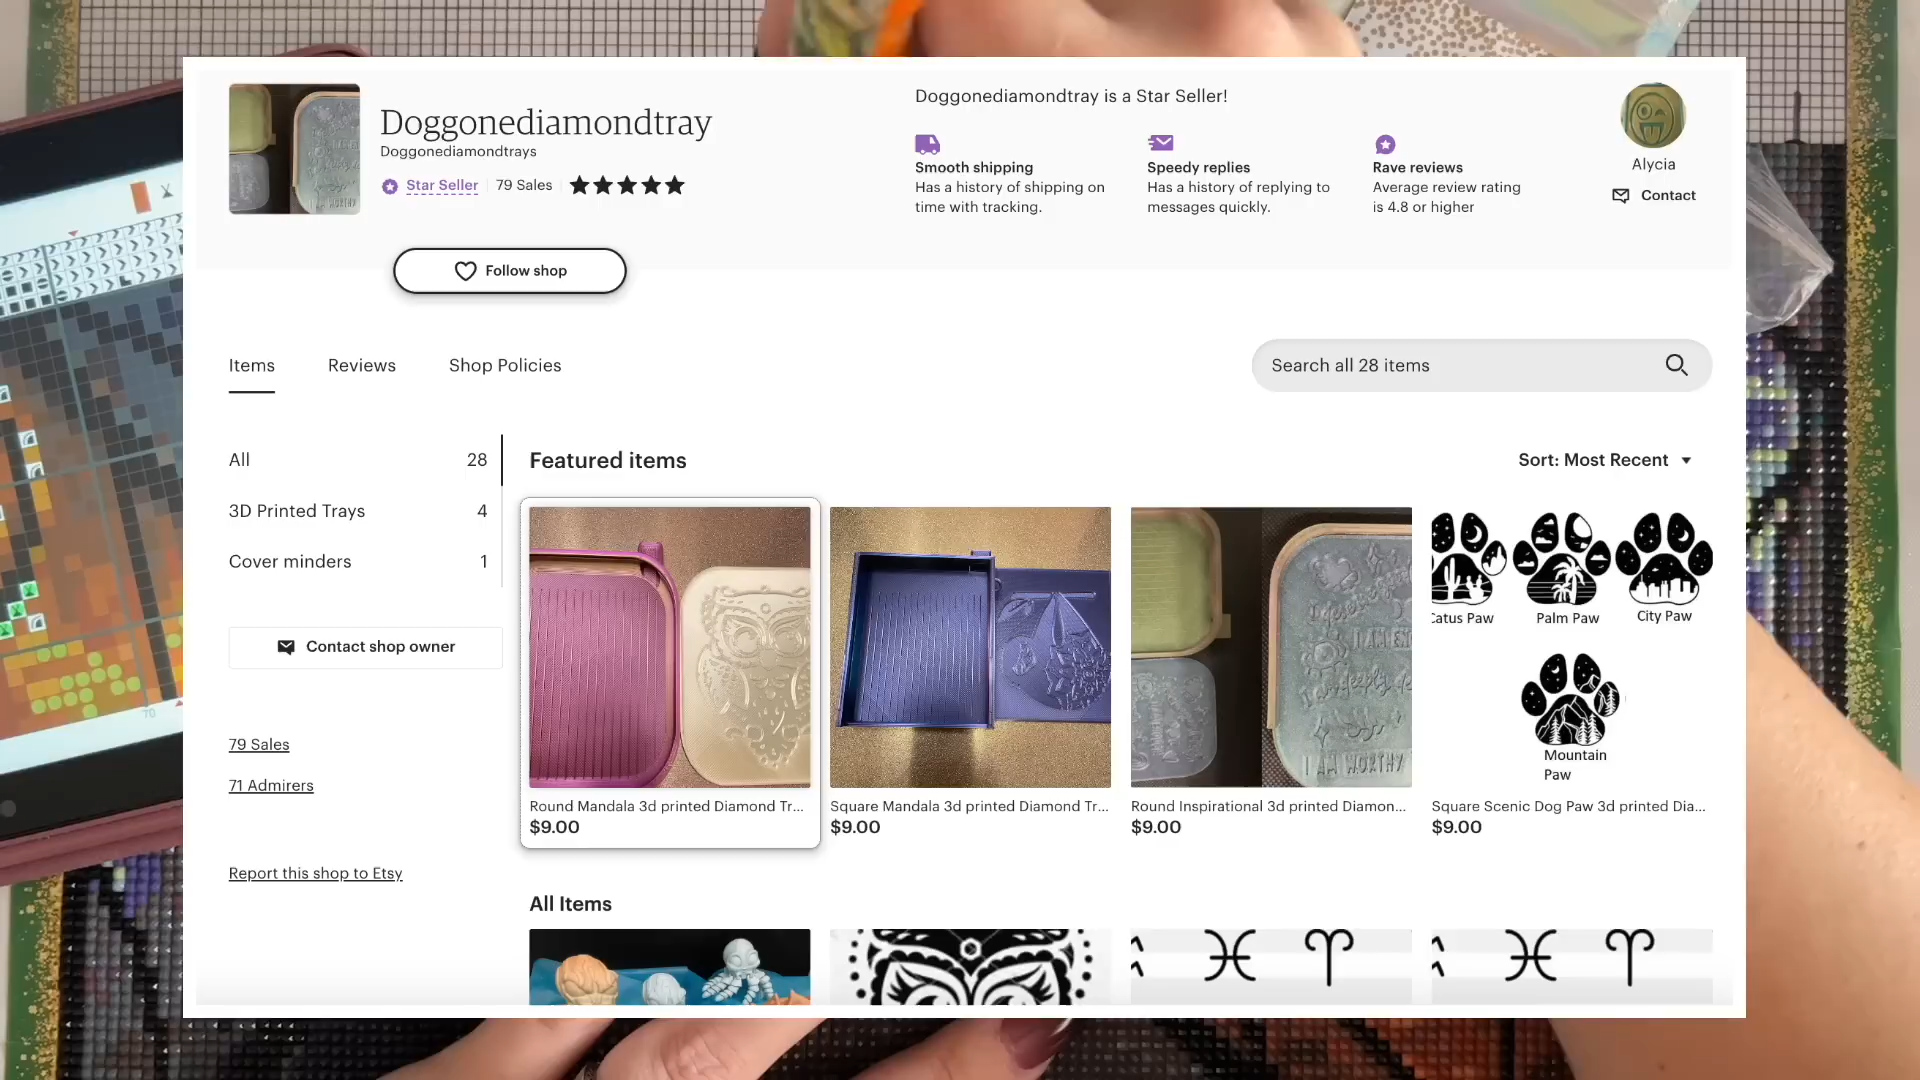 Doggonediamondtray
Doggonediamondtrays
Star Seller
79 Sales
Follow shop
Doggonediamondtray is a Star Seller!
Smooth shipping
Has a history of shipping on
time with tracking.
Speedy replies
Has a history of replying to
messages quickly.
Rave reviews
Average review rating
is 4.8 or higher
Alycia
Contact
Items
Reviews
Shop Policies
Search all 28 items
All 28
3D Printed Trays 4
Cover minders 1
Contact shop owner
79 Sales
71 Admirers
Report this shop to Etsy
Featured items
Sort: Most Recent
Round Mandala 3d printed Diamond Tr...
$9.00
Square Mandala 3d printed Diamond Tr...
$9.00
I AM WORTHY
Round Inspirational 3d printed Diamon...
$9.00
Catus Paw
Palm Paw
City Paw
Mountain
Paw
Square Scenic Dog Paw 3d printed Dia...
$9.00
All Items
70